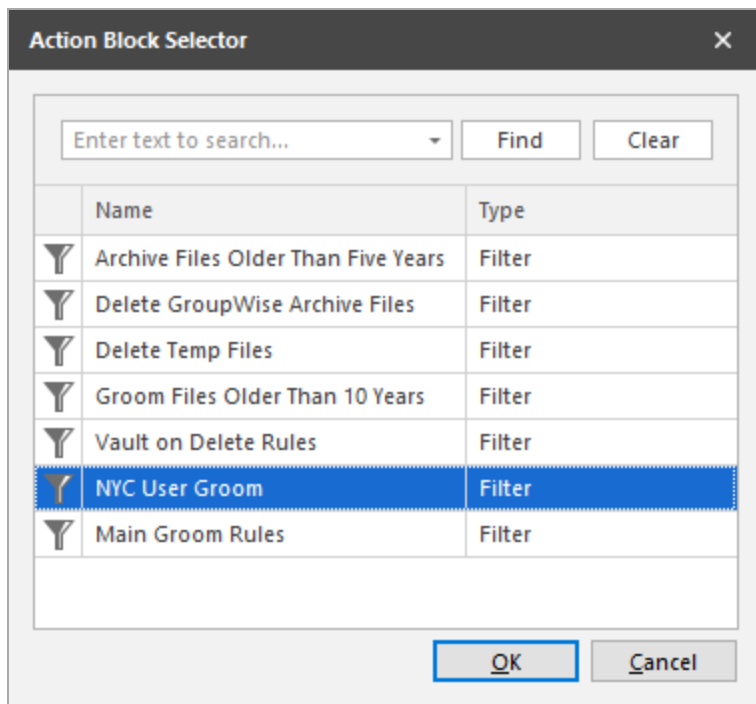 Action Block Selector
Enter text to search... Find Clear
Name Type
Archive Files Older Than Five Years Filter
Delete GroupWise Archive Files Filter
Delete Temp Files Filter
Groom Files Older Than 10 Years Filter
Vault on Delete Rules Filter
NYC User Groom Filter
Main Groom Rules Filter
OK Cancel